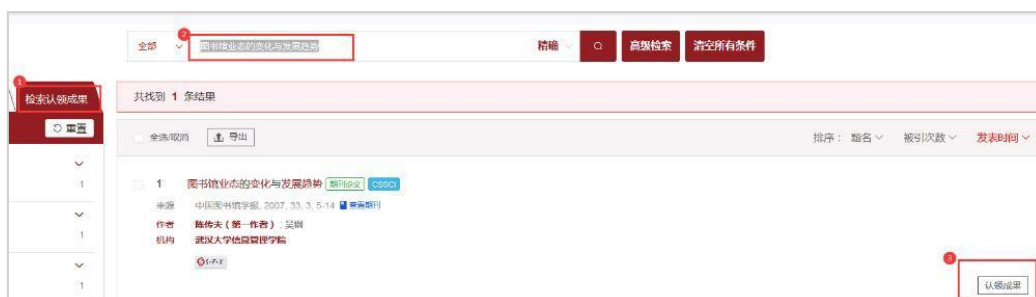 全部
2
图书馆业态的变化与发展趋势
精确
高级检索
清空所有条件
1
检索认领成果
共找到 1 条结果
重置
全选/取消
导出
排序：
题名
被引次数
发表时间
1
1 图书馆业态的变化与发展趋势 期刊论文 CSSCI
来源 中国图书馆学报, 2007, 33, 3, 5-14 查看期刊
1
作者 陈传夫（第一作者）; 吴钢
机构 武汉大学信息管理学院
S·F·X
3
1
认领成果